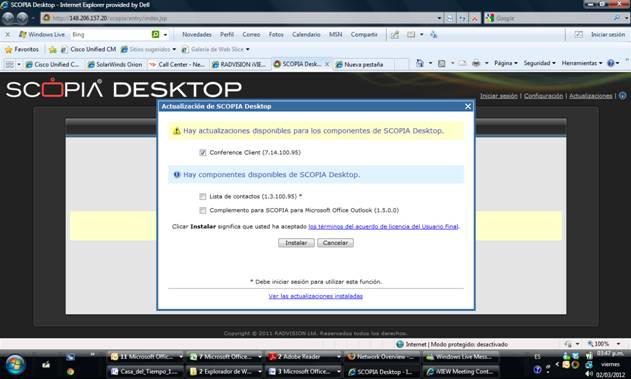 SCOPIA Desktop - Internet Explorer provided by Dell
http://148.206.157.20/scopia/entry/index.jsp
Google
Windows Live Bing Novedades Perfil Correo Fotos Calendario MSN Compartir Iniciar sesión
Favoritos Cisco Unified CM Sitios sugeridos Galería de Web Slice
Cisco Unified C... SolarWinds Orion Call Center - Ne... RADVISION iVIE... SCOPIA Desk... Nueva pestaña Página Seguridad Herramientas
SCOPIA DESKTOP
Iniciar sesión | Configuración | Actualizaciones |
Actualización de SCOPIA Desktop
Hay actualizaciones disponibles para los componentes de SCOPIA Desktop.
Conference Client (7.14.100.95)
Hay componentes disponibles de SCOPIA Desktop.
Lista de contactos (1.3.100.95) *
Complemento para SCOPIA para Microsoft Office Outlook (1.5.0.0)
Clicar Instalar significa que usted ha aceptado los términos del acuerdo de licencia del Usuario Final.
Instalar Cancelar
* Debe iniciar sesión para utilizar esta función.
Ver las actualizaciones instaladas
Copyright © 2011 RADVISION Ltd. Reservados todos los derechos.
Internet | Modo protegido: desactivado 100%
11 Microsoft Office... 7 Microsoft Office... 2 Adobe Reader Network Overview -... Windows Live Mess... ES 03:47 p.m.
viernes
Casa_del_Tiempo_1... 2 Explorador de W... 3 Microsoft Office... SCOPIA Desktop - I... iVIEW Meeting Cont... 02/03/2012